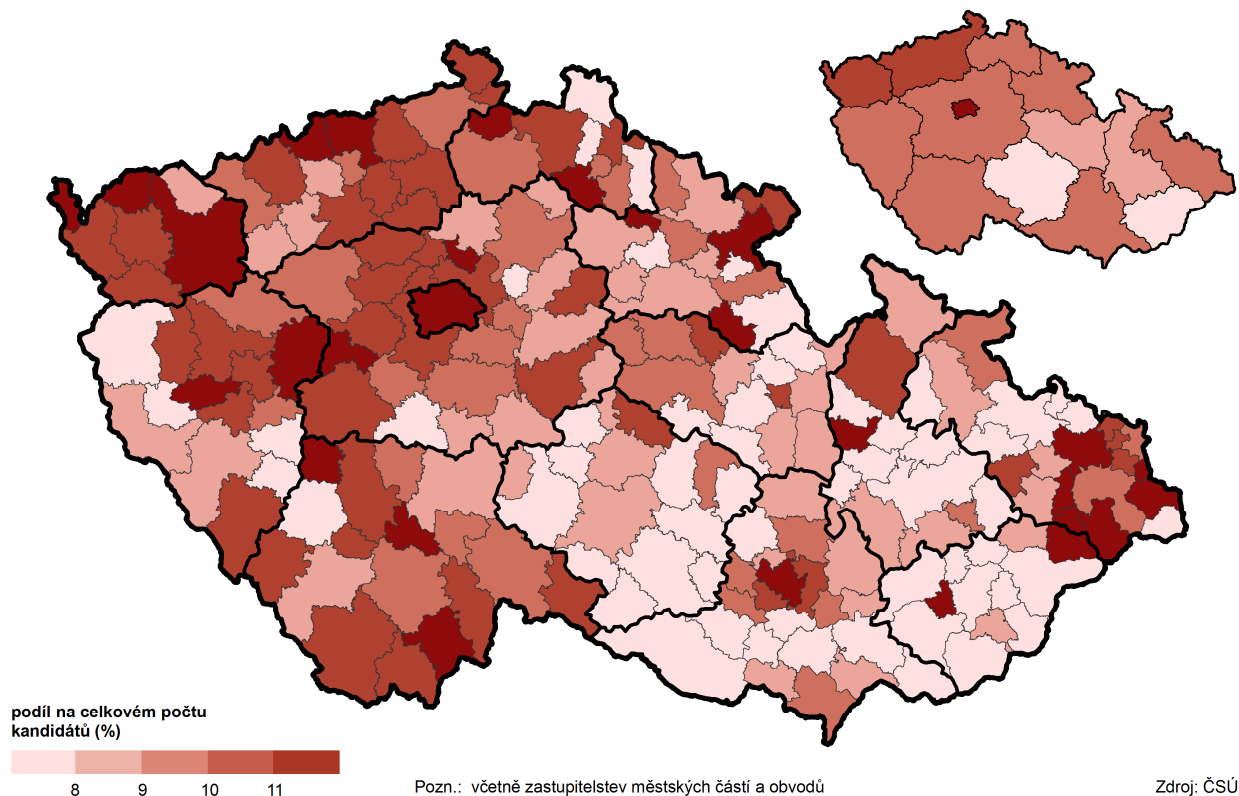 podíl na celkovém počtu
kandidátů (%)
8 9 10 11
Pozn.: včetně zastupitelstev městských částí a obvodů
Zdroj: ČSÚ